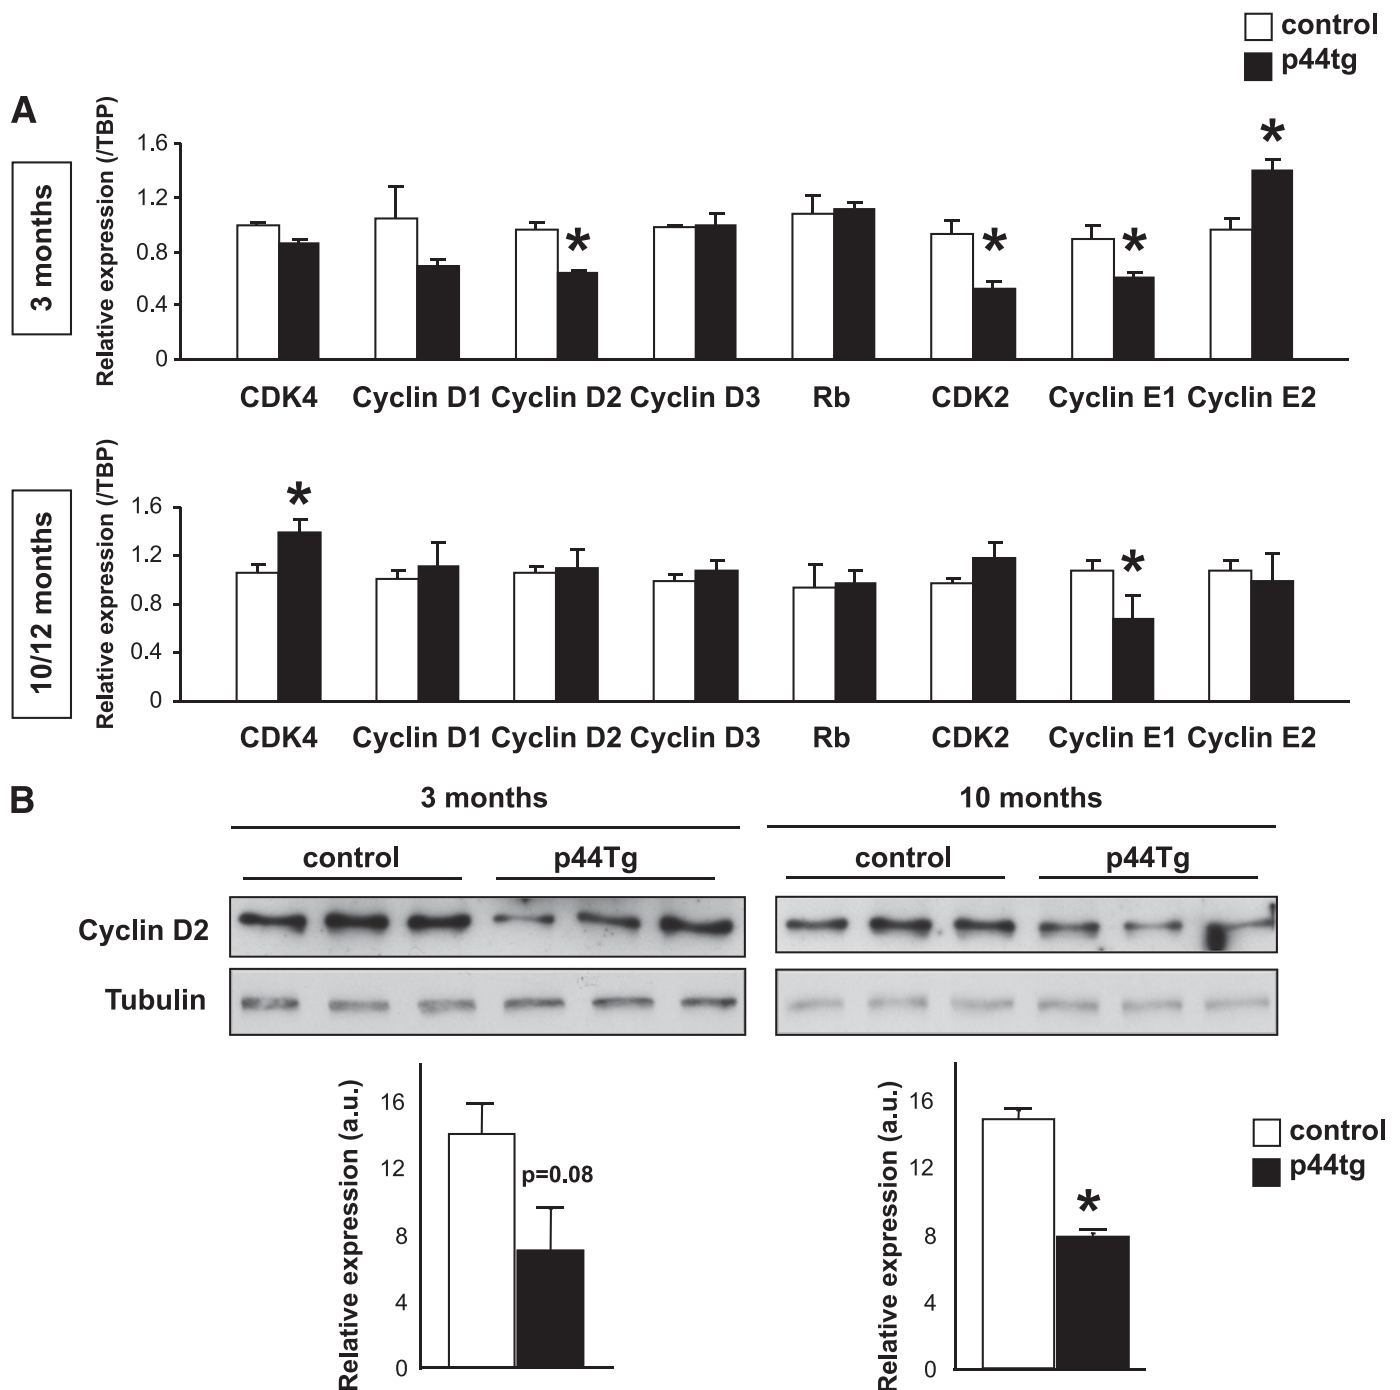 control
p44tg
A
3 months
Relative expression (/TBP)
1.6
1.2
0.8
0.4
0
*
*
*
*
CDK4 Cyclin D1 Cyclin D2 Cyclin D3 Rb CDK2 Cyclin E1 Cyclin E2
10/12 months
Relative expression (/TBP)
1.6
1.2
0.8
0.4
0
*
*
CDK4 Cyclin D1 Cyclin D2 Cyclin D3 Rb CDK2 Cyclin E1 Cyclin E2
B
3 months 10 months
control p44Tg control p44Tg
Cyclin D2
Tubulin
Relative expression (a.u.)
16
12
8
4
0
p=0.08
Relative expression (a.u.)
16
12
8
4
0
*
control
p44tg